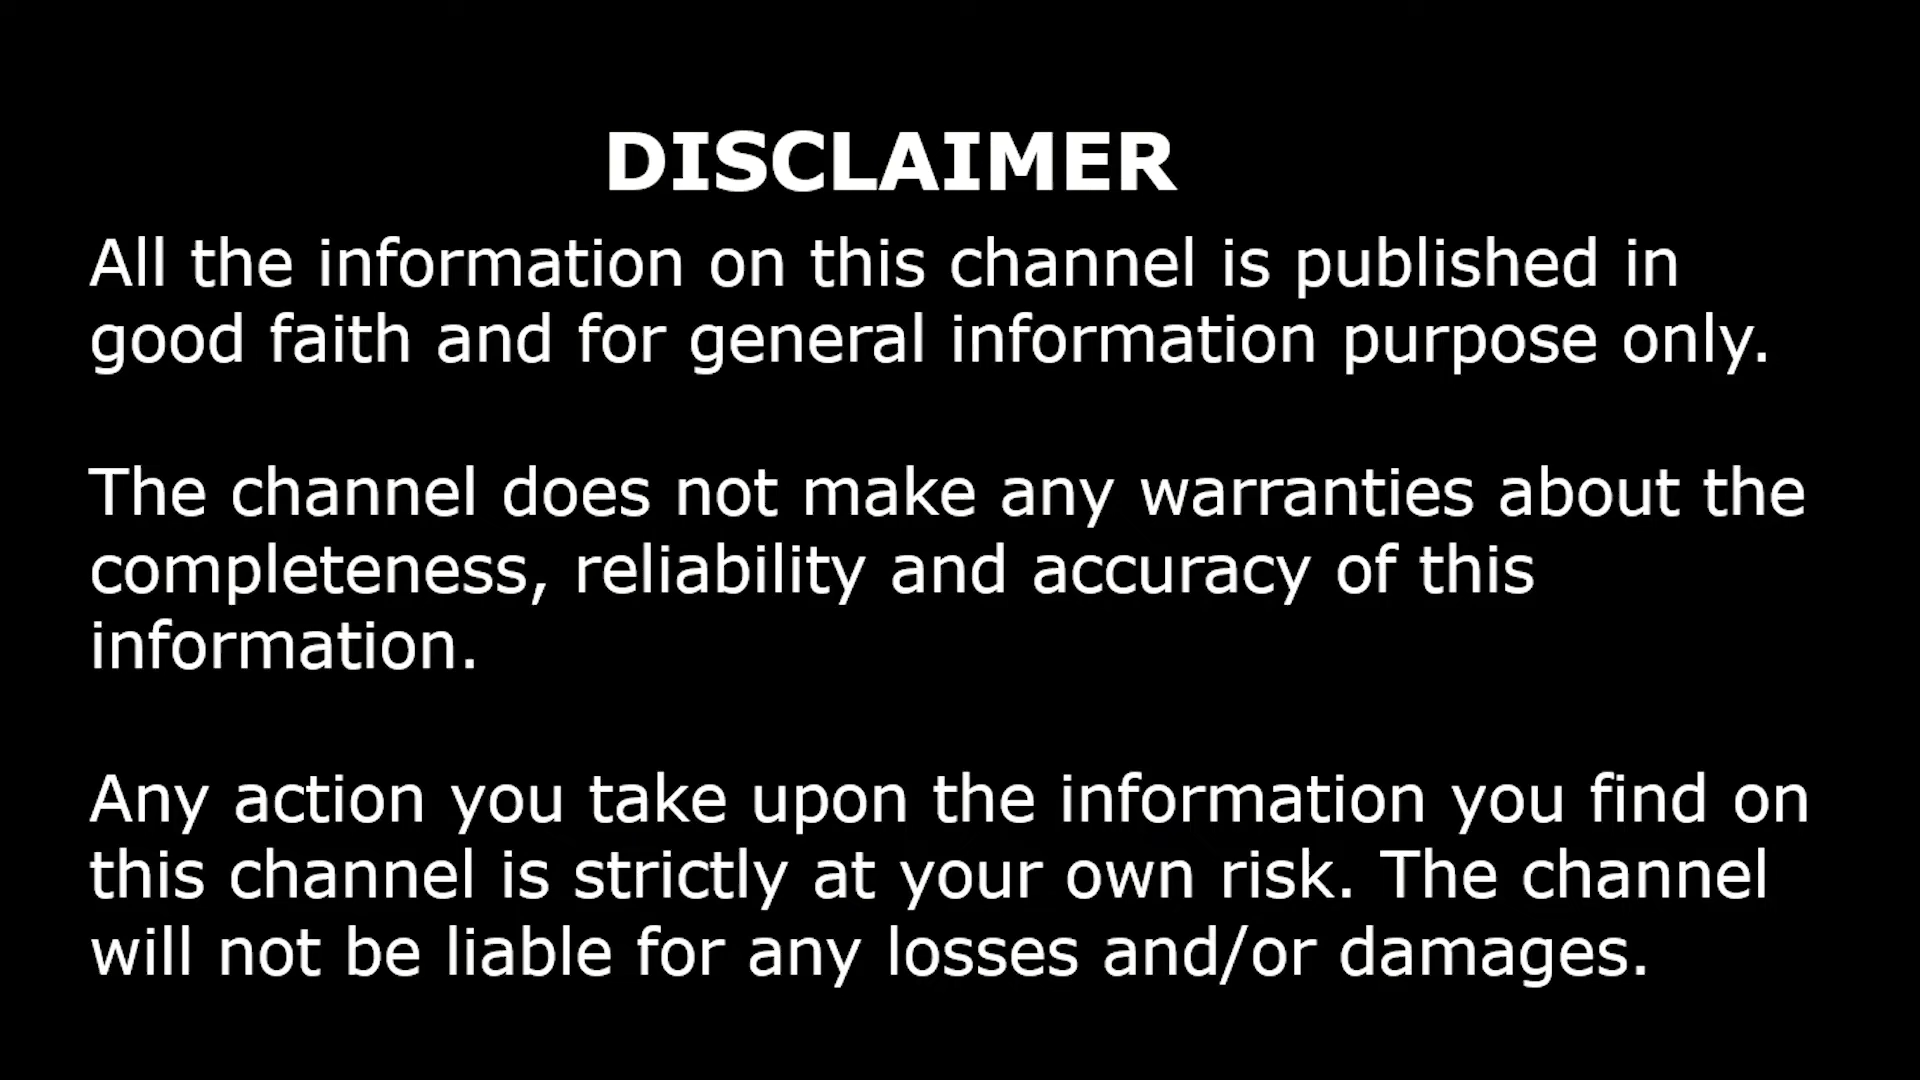 DISCLAIMER
All the information on this channel is published in
good faith and for general information purpose only.
The channel does not make any warranties about the
completeness, reliability and accuracy of this
information.
Any action you take upon the information you find on
this channel is strictly at your own risk. The channel
will not be liable for any losses and/or damages.